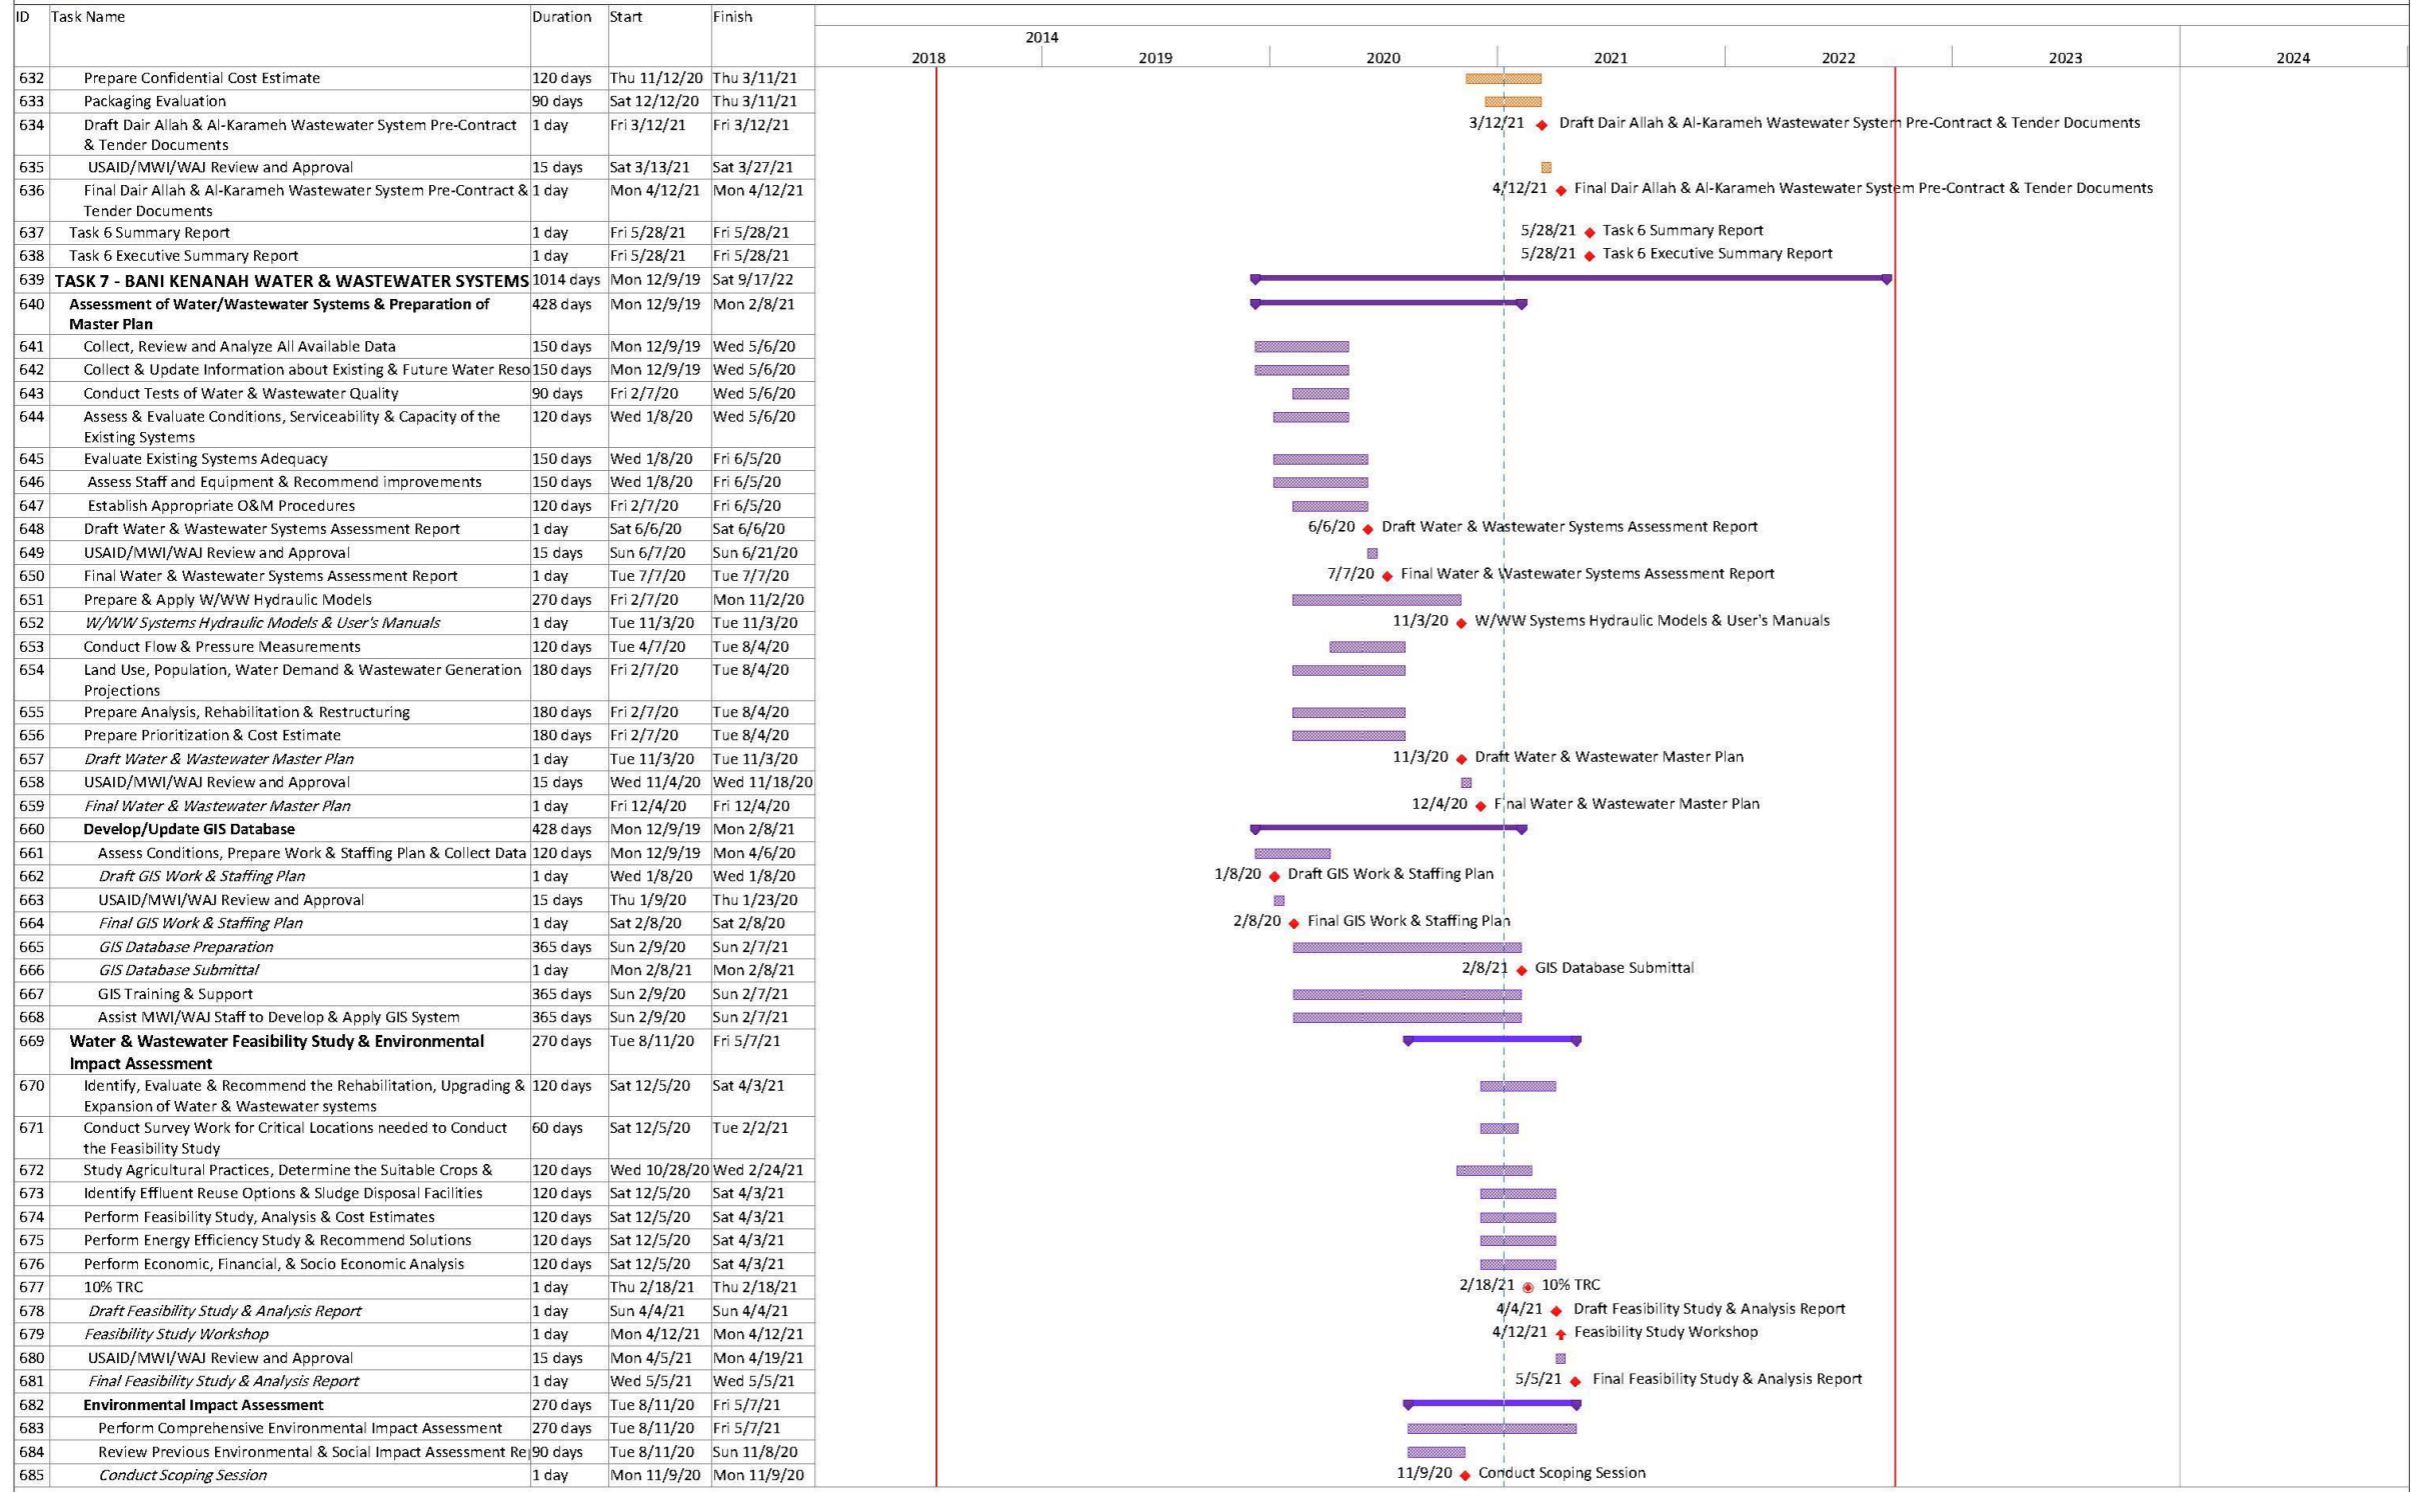 ID Task Name Duration Start Finish
2014
2018 2019 2020 2021 2022 2023 2024
632 Prepare Confidential Cost Estimate 120 days Thu 11/12/20 Thu 3/11/21
633 Packaging Evaluation 90 days Sat 12/12/20 Thu 3/11/21
634 Draft Dair Allah & Al-Karameh Wastewater System Pre-Contract 1 day Fri 3/12/21 Fri 3/12/21 3/12/21 Draft Dair Allah & Al-Karameh Wastewater System Pre-Contract & Tender Documents
& Tender Documents
635 USAID/MWI/WAJ Review and Approval 15 days Sat 3/13/21 Sat 3/27/21
636 Final Dair Allah & Al-Karameh Wastewater System Pre-Contract & 1 day Mon 4/12/21 Mon 4/12/21 4/12/21 Final Dair Allah & Al-Karameh Wastewater System Pre-Contract & Tender Documents
Tender Documents
637 Task 6 Summary Report 1 day Fri 5/28/21 Fri 5/28/21 5/28/21 Task 6 Summary Report
638 Task 6 Executive Summary Report 1 day Fri 5/28/21 Fri 5/28/21 5/28/21 Task 6 Executive Summary Report
639 TASK 7 - BANI KENANAH WATER & WASTEWATER SYSTEMS 1014 days Mon 12/9/19 Sat 9/17/22
640 Assessment of Water/Wastewater Systems & Preparation of 428 days Mon 12/9/19 Mon 2/8/21
Master Plan
641 Collect, Review and Analyze All Available Data 150 days Mon 12/9/19 Wed 5/6/20
642 Collect & Update Information about Existing & Future Water Reso 150 days Mon 12/9/19 Wed 5/6/20
643 Conduct Tests of Water & Wastewater Quality 90 days Fri 2/7/20 Wed 5/6/20
644 Assess & Evaluate Conditions, Serviceability & Capacity of the 120 days Wed 1/8/20 Wed 5/6/20
Existing Systems
645 Evaluate Existing Systems Adequacy 150 days Wed 1/8/20 Fri 6/5/20
646 Assess Staff and Equipment & Recommend improvements 150 days Wed 1/8/20 Fri 6/5/20
647 Establish Appropriate O&M Procedures 120 days Fri 2/7/20 Fri 6/5/20
648 Draft Water & Wastewater Systems Assessment Report 1 day Sat 6/6/20 Sat 6/6/20 6/6/20 Draft Water & Wastewater Systems Assessment Report
649 USAID/MWI/WAJ Review and Approval 15 days Sun 6/7/20 Sun 6/21/20
650 Final Water & Wastewater Systems Assessment Report 1 day Tue 7/7/20 Tue 7/7/20 7/7/20 Final Water & Wastewater Systems Assessment Report
651 Prepare & Apply W/WW Hydraulic Models 270 days Fri 2/7/20 Mon 11/2/20
652 W/WW Systems Hydraulic Models & User's Manuals 1 day Tue 11/3/20 Tue 11/3/20 11/3/20 W/WW Systems Hydraulic Models & User's Manuals
653 Conduct Flow & Pressure Measurements 120 days Tue 4/7/20 Tue 8/4/20
654 Land Use, Population, Water Demand & Wastewater Generation 180 days Fri 2/7/20 Tue 8/4/20
Projections
655 Prepare Analysis, Rehabilitation & Restructuring 180 days Fri 2/7/20 Tue 8/4/20
656 Prepare Prioritization & Cost Estimate 180 days Fri 2/7/20 Tue 8/4/20
657 Draft Water & Wastewater Master Plan 1 day Tue 11/3/20 Tue 11/3/20 11/3/20 Draft Water & Wastewater Master Plan
658 USAID/MWI/WAJ Review and Approval 15 days Wed 11/4/20 Wed 11/18/20
659 Final Water & Wastewater Master Plan 1 day Fri 12/4/20 Fri 12/4/20 12/4/20 Final Water & Wastewater Master Plan
660 Develop/Update GIS Database 428 days Mon 12/9/19 Mon 2/8/21
661 Assess Conditions, Prepare Work & Staffing Plan & Collect Data 120 days Mon 12/9/19 Mon 4/6/20
662 Draft GIS Work & Staffing Plan 1 day Wed 1/8/20 Wed 1/8/20 1/8/20 Draft GIS Work & Staffing Plan
663 USAID/MWI/WAJ Review and Approval 15 days Thu 1/9/20 Thu 1/23/20
664 Final GIS Work & Staffing Plan 1 day Sat 2/8/20 Sat 2/8/20 2/8/20 Final GIS Work & Staffing Plan
665 GIS Database Preparation 365 days Sun 2/9/20 Sun 2/7/21
666 GIS Database Submittal 1 day Mon 2/8/21 Mon 2/8/21 2/8/21 GIS Database Submittal
667 GIS Training & Support 365 days Sun 2/9/20 Sun 2/7/21
668 Assist MWI/WAJ Staff to Develop & Apply GIS System 365 days Sun 2/9/20 Sun 2/7/21
669 Water & Wastewater Feasibility Study & Environmental 270 days Tue 8/11/20 Fri 5/7/21
Impact Assessment
670 Identify, Evaluate & Recommend the Rehabilitation, Upgrading & 120 days Sat 12/5/20 Sat 4/3/21
Expansion of Water & Wastewater systems
671 Conduct Survey Work for Critical Locations needed to Conduct 60 days Sat 12/5/20 Tue 2/2/21
the Feasibility Study
672 Study Agricultural Practices, Determine the Suitable Crops & 120 days Wed 10/28/20 Wed 2/24/21
673 Identify Effluent Reuse Options & Sludge Disposal Facilities 120 days Sat 12/5/20 Sat 4/3/21
674 Perform Feasibility Study, Analysis & Cost Estimates 120 days Sat 12/5/20 Sat 4/3/21
675 Perform Energy Efficiency Study & Recommend Solutions 120 days Sat 12/5/20 Sat 4/3/21
676 Perform Economic, Financial, & Socio Economic Analysis 120 days Sat 12/5/20 Sat 4/3/21
677 10% TRC 1 day Thu 2/18/21 Thu 2/18/21 2/18/21 10% TRC
678 Draft Feasibility Study & Analysis Report 1 day Sun 4/4/21 Sun 4/4/21 4/4/21 Draft Feasibility Study & Analysis Report
679 Feasibility Study Workshop 1 day Mon 4/12/21 Mon 4/12/21 4/12/21 Feasibility Study Workshop
680 USAID/MWI/WAJ Review and Approval 15 days Mon 4/5/21 Mon 4/19/21
681 Final Feasibility Study & Analysis Report 1 day Wed 5/5/21 Wed 5/5/21 5/5/21 Final Feasibility Study & Analysis Report
682 Environmental Impact Assessment 270 days Tue 8/11/20 Fri 5/7/21
683 Perform Comprehensive Environmental Impact Assessment 270 days Tue 8/11/20 Fri 5/7/21
684 Review Previous Environmental & Social Impact Assessment Re 90 days Tue 8/11/20 Sun 11/8/20
685 Conduct Scoping Session 1 day Mon 11/9/20 Mon 11/9/20 11/9/20 Conduct Scoping Session